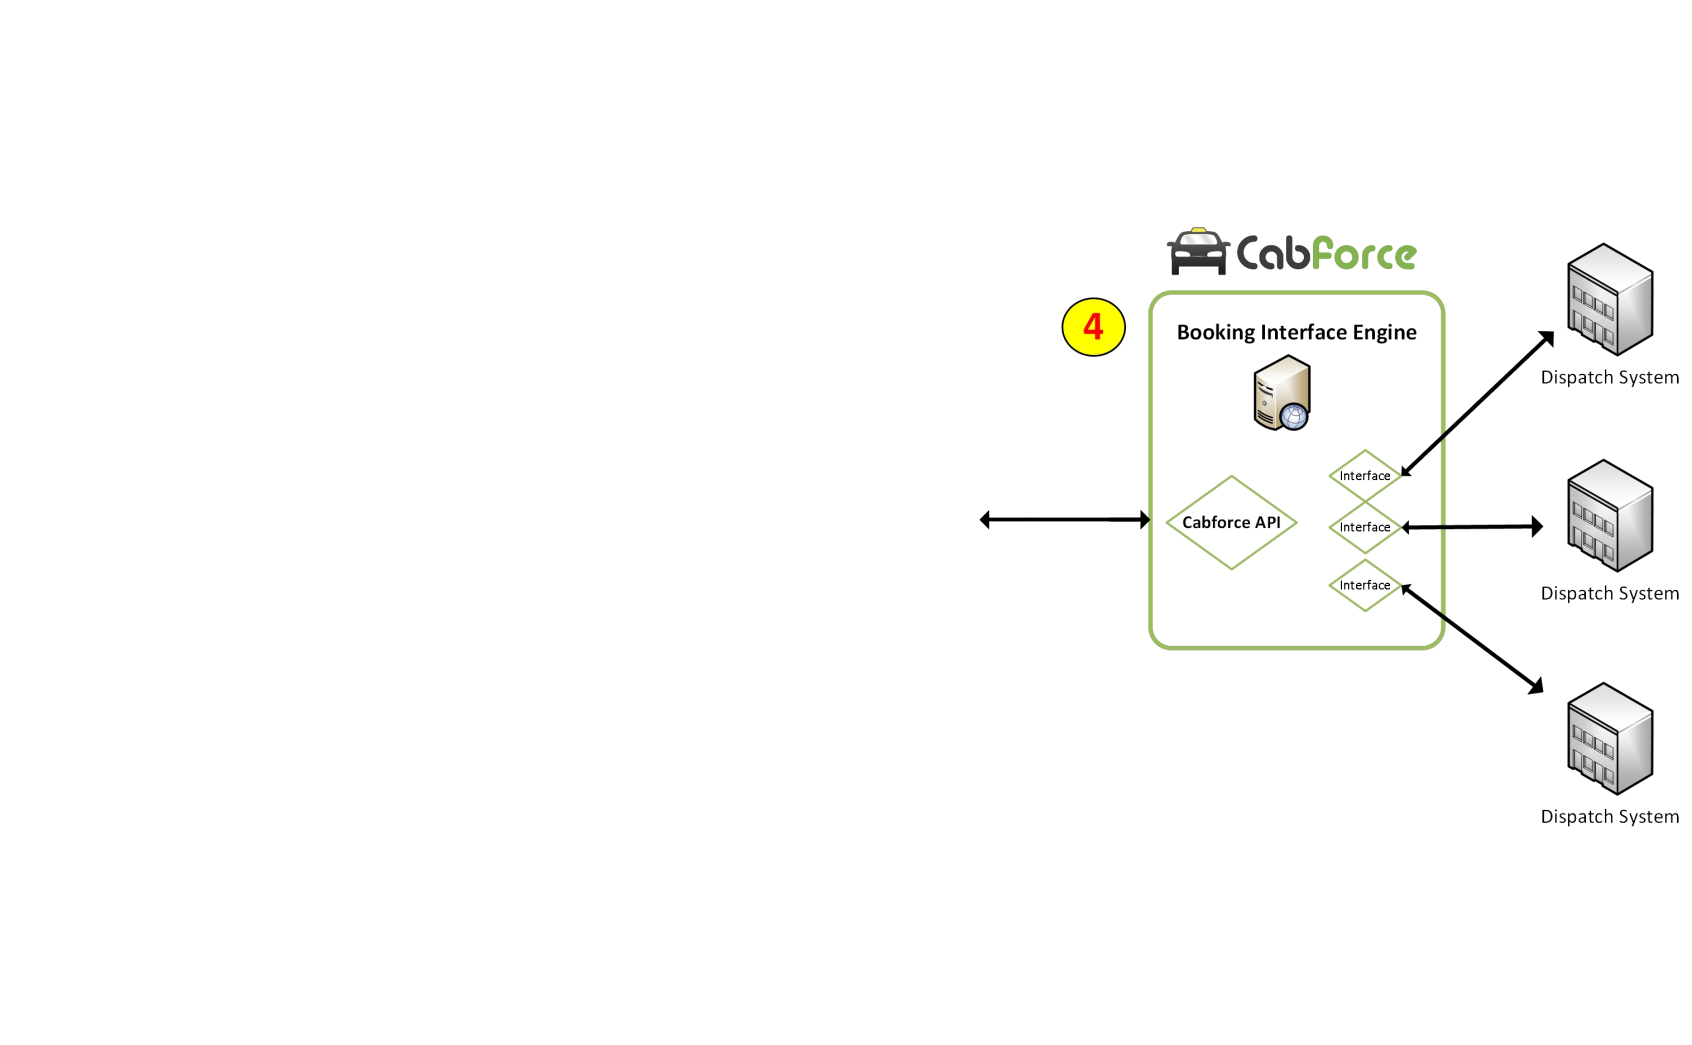 Cabforce
4
Booking Interface Engine
Dispatch System
Interface
Cabforce API
Interface
Interface
Dispatch System
Dispatch System